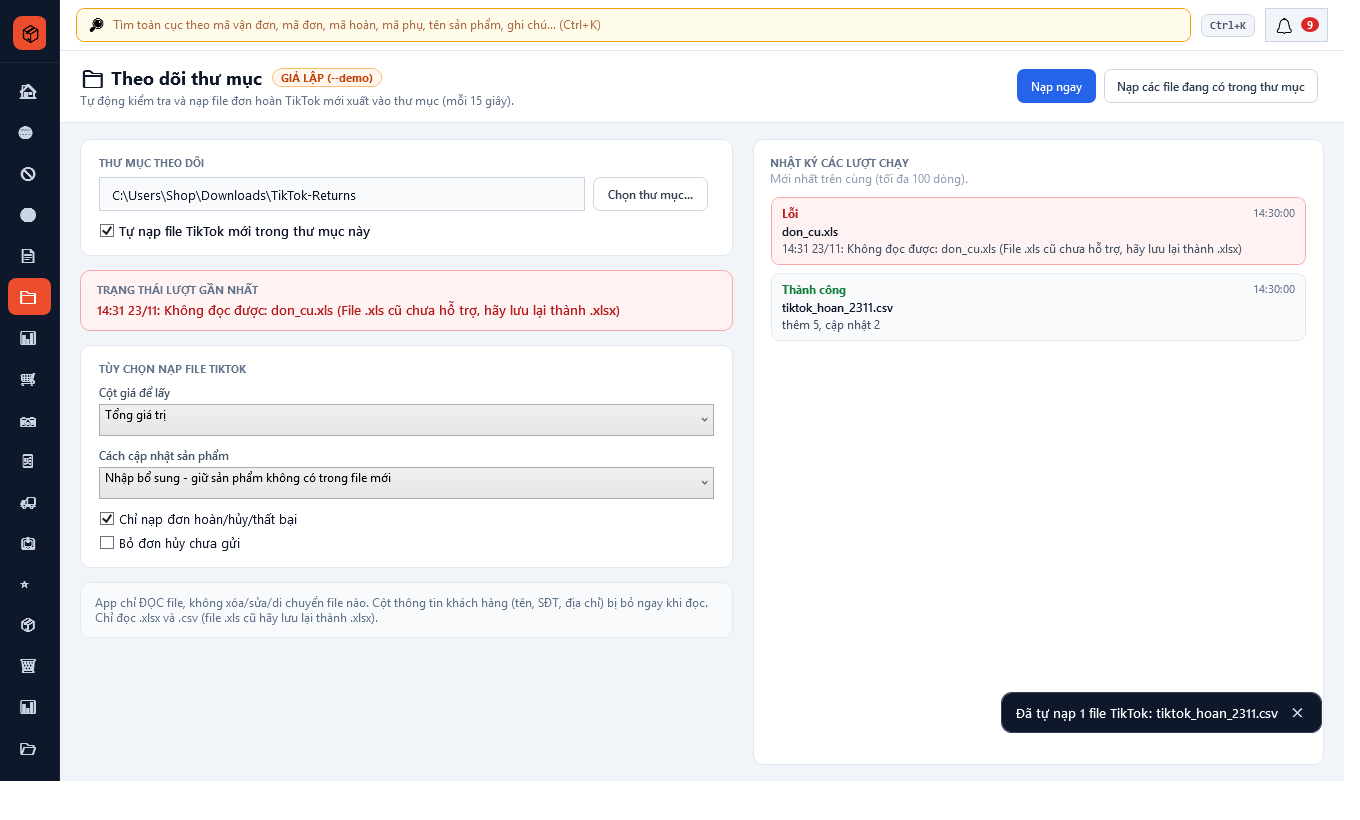 Tìm toàn cục theo mã vận đơn, mã đơn, mã hoàn, mã phụ, tên sản phẩm, ghi chú... (Ctrl+K)
Ctrl+K
9
Theo dõi thư mục
GIẢ LẬP (--demo)
Tự động kiểm tra và nạp file đơn hoàn TikTok mới xuất vào thư mục (mỗi 15 giây).
Nạp ngay
Nạp các file đang có trong thư mục
THƯ MỤC THEO DÕI
C:\Users\Shop\Downloads\TikTok-Returns
Chọn thư mục...
Tự nạp file TikTok mới trong thư mục này
TRẠNG THÁI LƯỢT GẦN NHẤT
14:31 23/11: Không đọc được: don_cu.xls (File .xls cũ chưa hỗ trợ, hãy lưu lại thành .xlsx)
TÙY CHỌN NẠP FILE TIKTOK
Cột giá để lấy
Tổng giá trị
Cách cập nhật sản phẩm
Nhập bổ sung - giữ sản phẩm không có trong file mới
Chỉ nạp đơn hoàn/hủy/thất bại
Bỏ đơn hủy chưa gửi
App chỉ ĐỌC file, không xóa/sửa/di chuyển file nào. Cột thông tin khách hàng (tên, SĐT, địa chỉ) bị bỏ ngay khi đọc.
Chỉ đọc .xlsx và .csv (file .xls cũ hãy lưu lại thành .xlsx).
NHẬT KÝ CÁC LƯỢT CHẠY
Mới nhất trên cùng (tối đa 100 dòng).
Lỗi
14:30:00
don_cu.xls
14:31 23/11: Không đọc được: don_cu.xls (File .xls cũ chưa hỗ trợ, hãy lưu lại thành .xlsx)
Thành công
14:30:00
tiktok_hoan_2311.csv
thêm 5, cập nhật 2
Đã tự nạp 1 file TikTok: tiktok_hoan_2311.csv